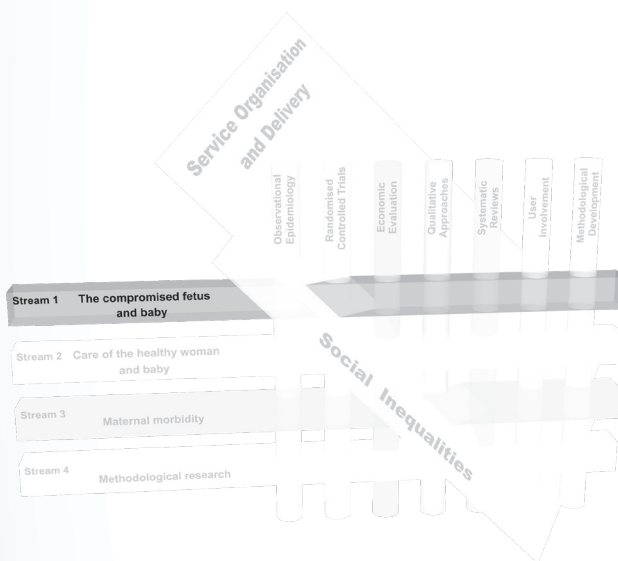 Service Organisation
and Delivery
Observational
Epidemiology
Randomised
Controlled Trials
Economic
Evaluation
Qualitative
Approaches
Systematic
Reviews
User
Involvement
Methodological
Development
Stream 1 The compromised fetus
and baby
Stream 2 Care of the healthy woman
and baby
Social Inequalities
Stream 3 Maternal morbidity
Stream 4 Methodological research